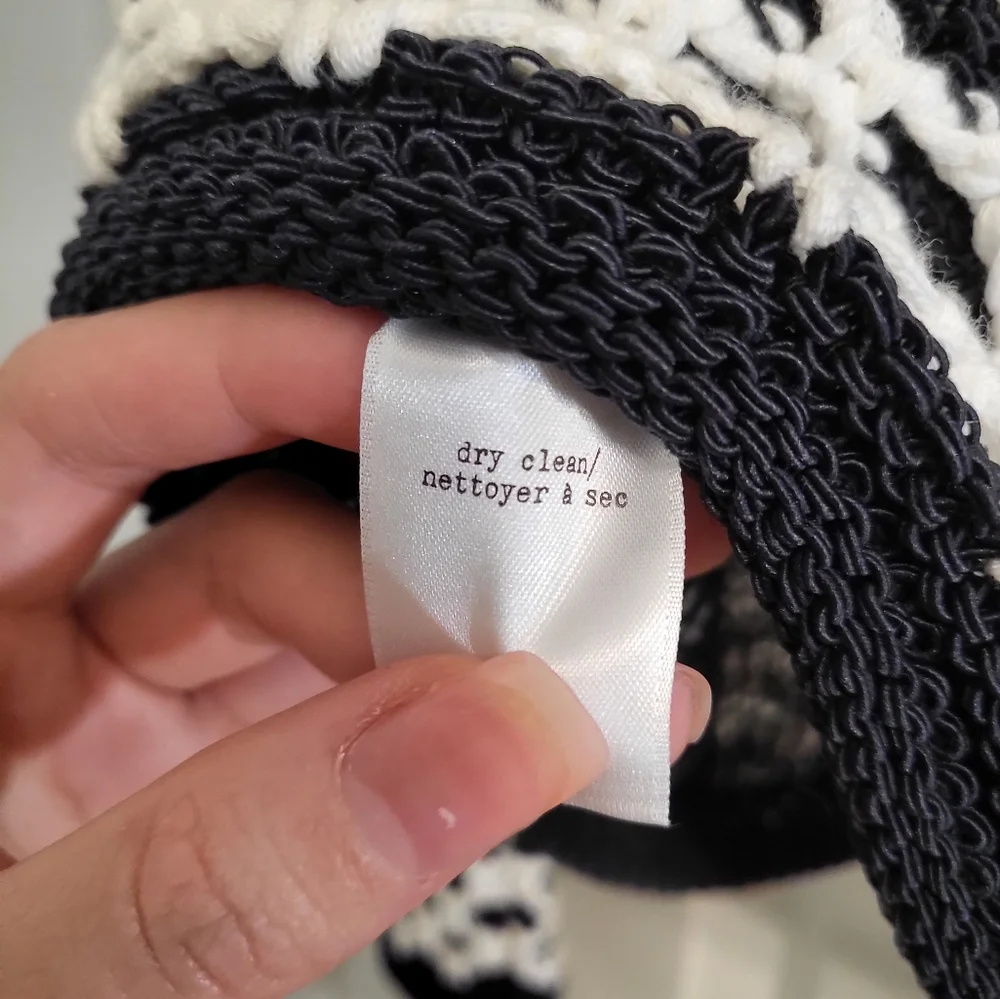 dry clean/
nettoyer à sec